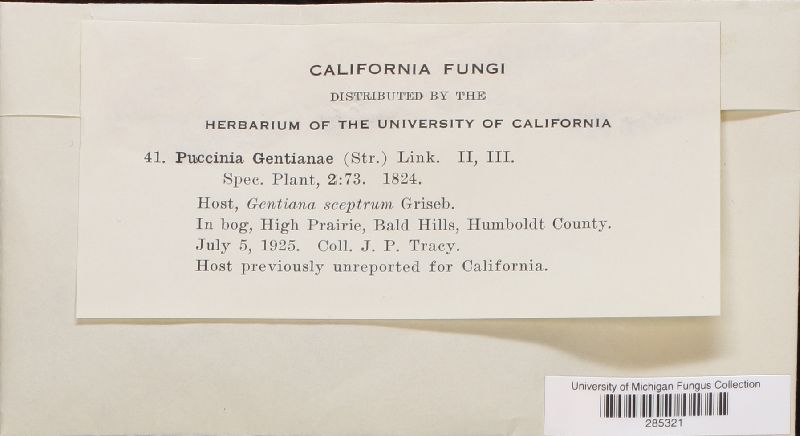 CALIFORNIA FUNGI
DISTRIBUTED BY THE
HERBARIUM OF THE UNIVERSITY OF CALIFORNIA
41. Puccinia Gentianae (Str.) Link. II, III.
Spec. Plant, 2:73. 1824.
Host, Gentiana sceptrum Griseb.
In bog, High Prairie, Bald Hills, Humboldt County.
July 5, 1925. Coll. J. P. Tracy.
Host previously unreported for California.
University of Michigan Fungus Collection
285321